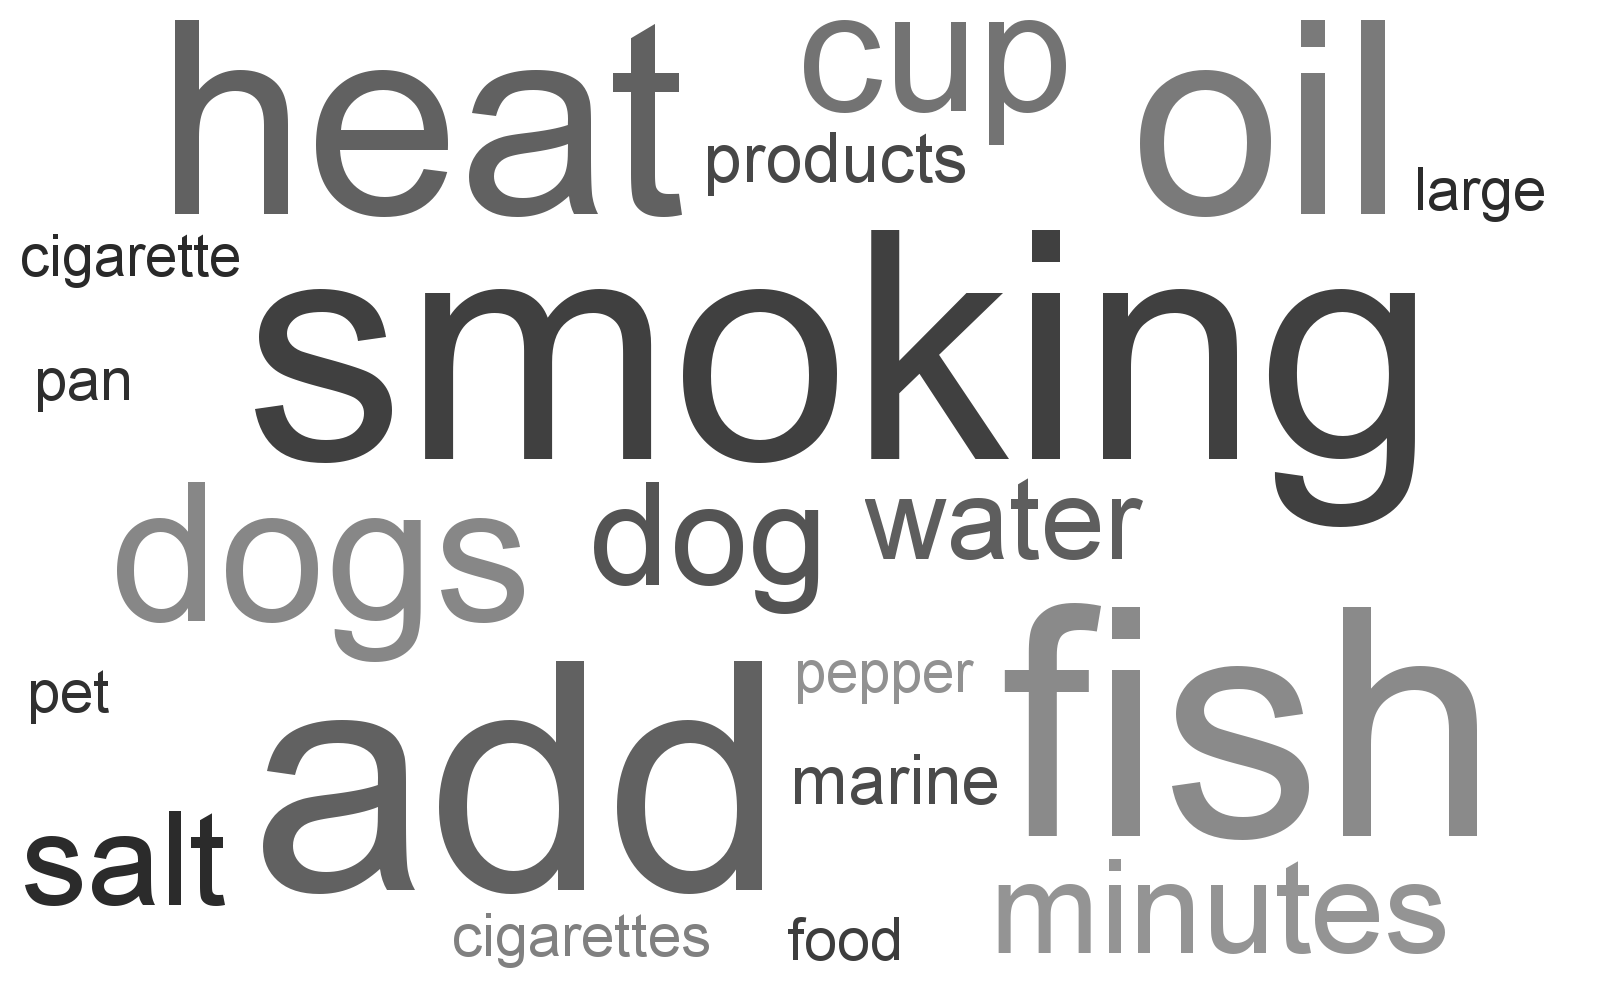 heat cup oil
products large
cigarette
smoking
pan
dogs dog water
pet add pepper fish
marine
salt
minutes
cigarettes food